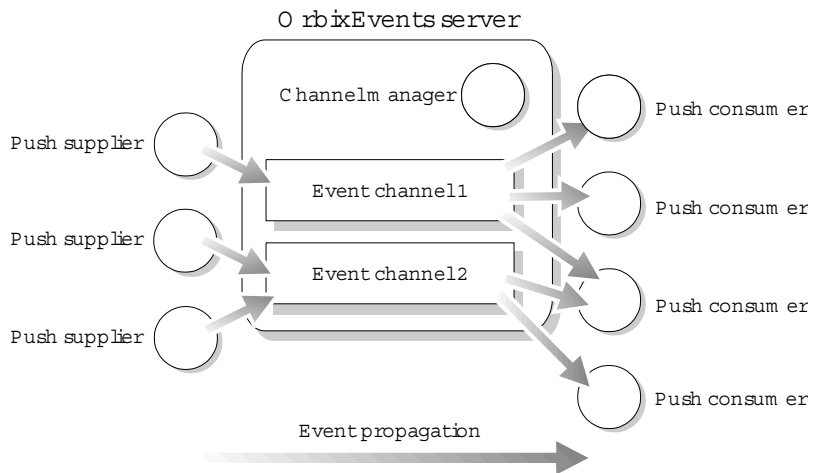 OrbixEvents server
Channel manager
Push consumer
Push supplier
Event channel 1
Push consumer
Push supplier
Event channel 2
Push consumer
Push supplier
Push consumer
Event propagation